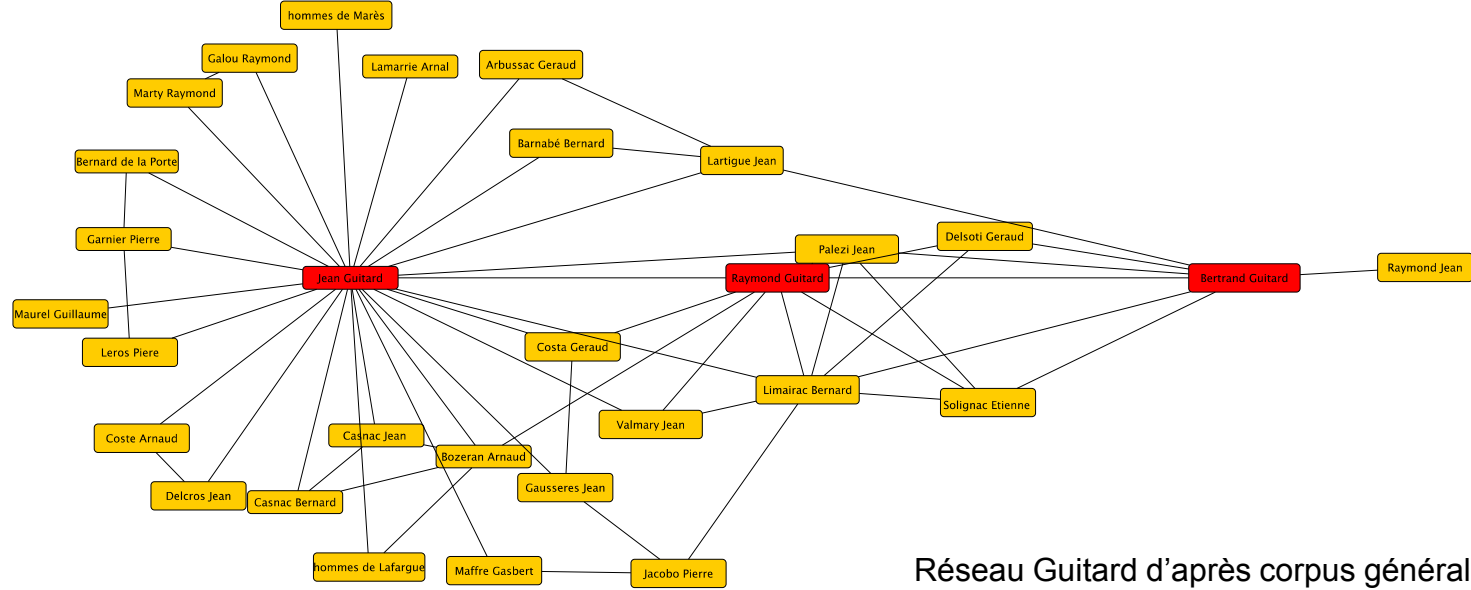 hommes de Marès
Galou Raymond
Lamarrie Arnal
Arbussac Geraud
Marty Raymond
Barnabé Bernard
Bernard de la Porte
Lartigue Jean
Garnier Pierre
Palezi Jean
Delsoti Geraud
Jean Guitard
Raymond Guitard
Bertrand Guitard
Raymond Jean
Maurel Guillaume
Leros Piere
Costa Geraud
Limairac Bernard
Solignac Etienne
Valmary Jean
Coste Arnaud
Casnac Jean
Bozeran Arnaud
Delcros Jean
Casnac Bernard
Gausseres Jean
hommes de Lafargue
Maffre Gasbert
Jacobo Pierre
Réseau Guitard d’après corpus général